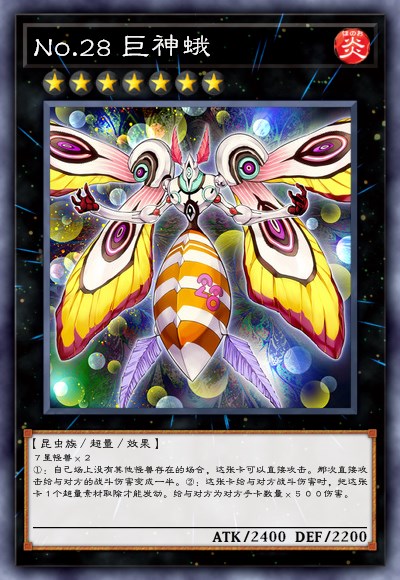 No.28 巨神蛾
ほのお
炎
28
【昆虫族／超量／效果】
７星怪兽×２
①：自己场上没有其他怪兽存在的场合，这张卡可以直接攻击。那次直接攻
击给与对方的战斗伤害变成一半。②：这张卡给与对方战斗伤害时，把这张
卡１个超量素材取除才能发动。给与对方为对方手卡数量×５００伤害。
ATK/2400 DEF/2200